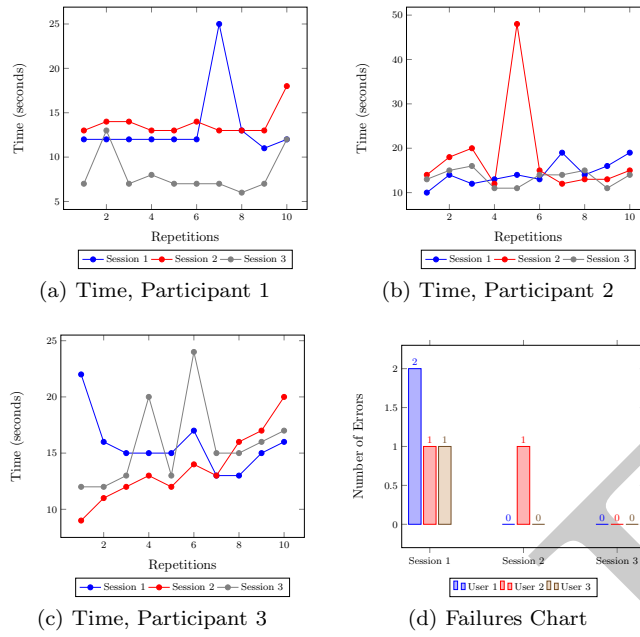 25
20
15
10
5
2 4 6 8 10
Time (seconds)
Repetitions
Session 1 Session 2 Session 3
(a) Time, Participant 1
50
40
30
20
10
2 4 6 8 10
Time (seconds)
Repetitions
Session 1 Session 2 Session 3
(b) Time, Participant 2
20
15
10
2 4 6 8 10
Time (seconds)
Repetitions
Session 1 Session 2 Session 3
(c) Time, Participant 3
2
1.5
1
0.5
0
2 1 1
0 1 0
0 0 0
Number of Errors
Session 1 Session 2 Session 3
User 1 User 2 User 3
(d) Failures Chart